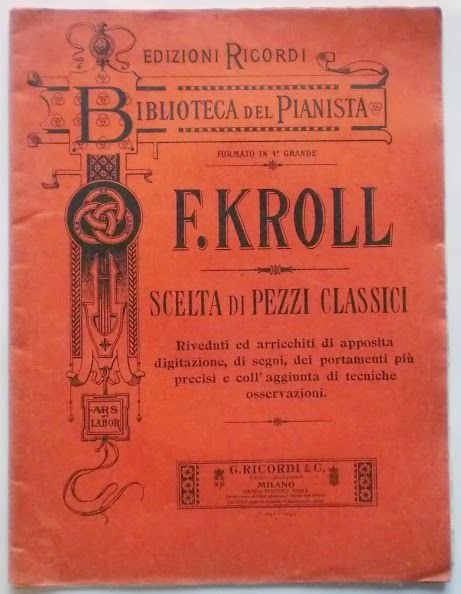 EDIZIONI RICORDI
BIBLIOTECA DEL PIANISTA
FORMATO IN 4º GRANDE
F. KROLL
SCELTA DI PEZZI CLASSICI
Riveduti ed arricchiti di apposita
digitazione, di segni, dei portamenti più
precisi e coll'aggiunta di tecniche
osservazioni.
ARS
et
LABOR
G. RICORDI & C.
MILANO